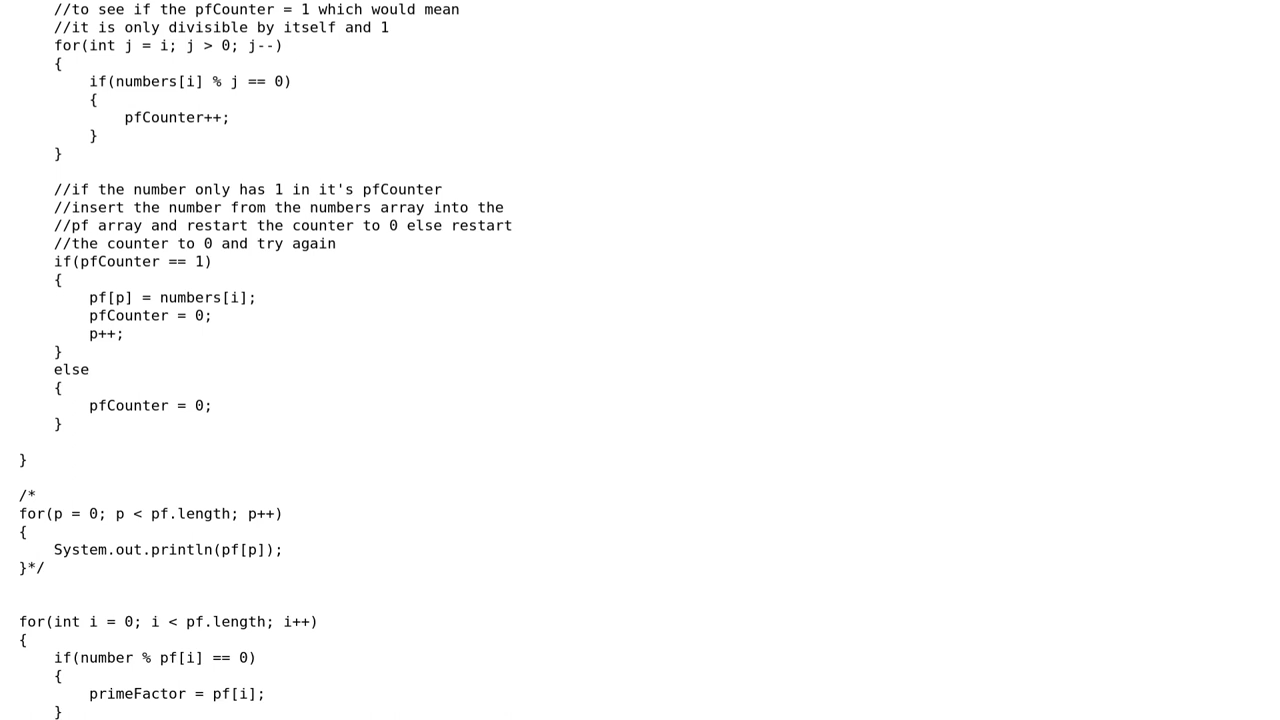 //to see if the pfCounter = 1 which would mean
//it is only divisible by itself and 1
for(int j = i; j > 0; j--)
{
if(numbers[i] % j == 0)
{
pfCounter++;
}
}
//if the number only has 1 in it's pfCounter
//insert the number from the numbers array into the
//pf array and restart the counter to 0 else restart
//the counter to 0 and try again
if(pfCounter == 1)
{
pf[p] = numbers[i];
pfCounter = 0;
p++;
}
else
{
pfCounter = 0;
}
}
/*
for(p = 0; p < pf.length; p++)
{
System.out.println(pf[p]);
}*/
for(int i = 0; i < pf.length; i++)
{
if(number % pf[i] == 0)
{
primeFactor = pf[i];
}